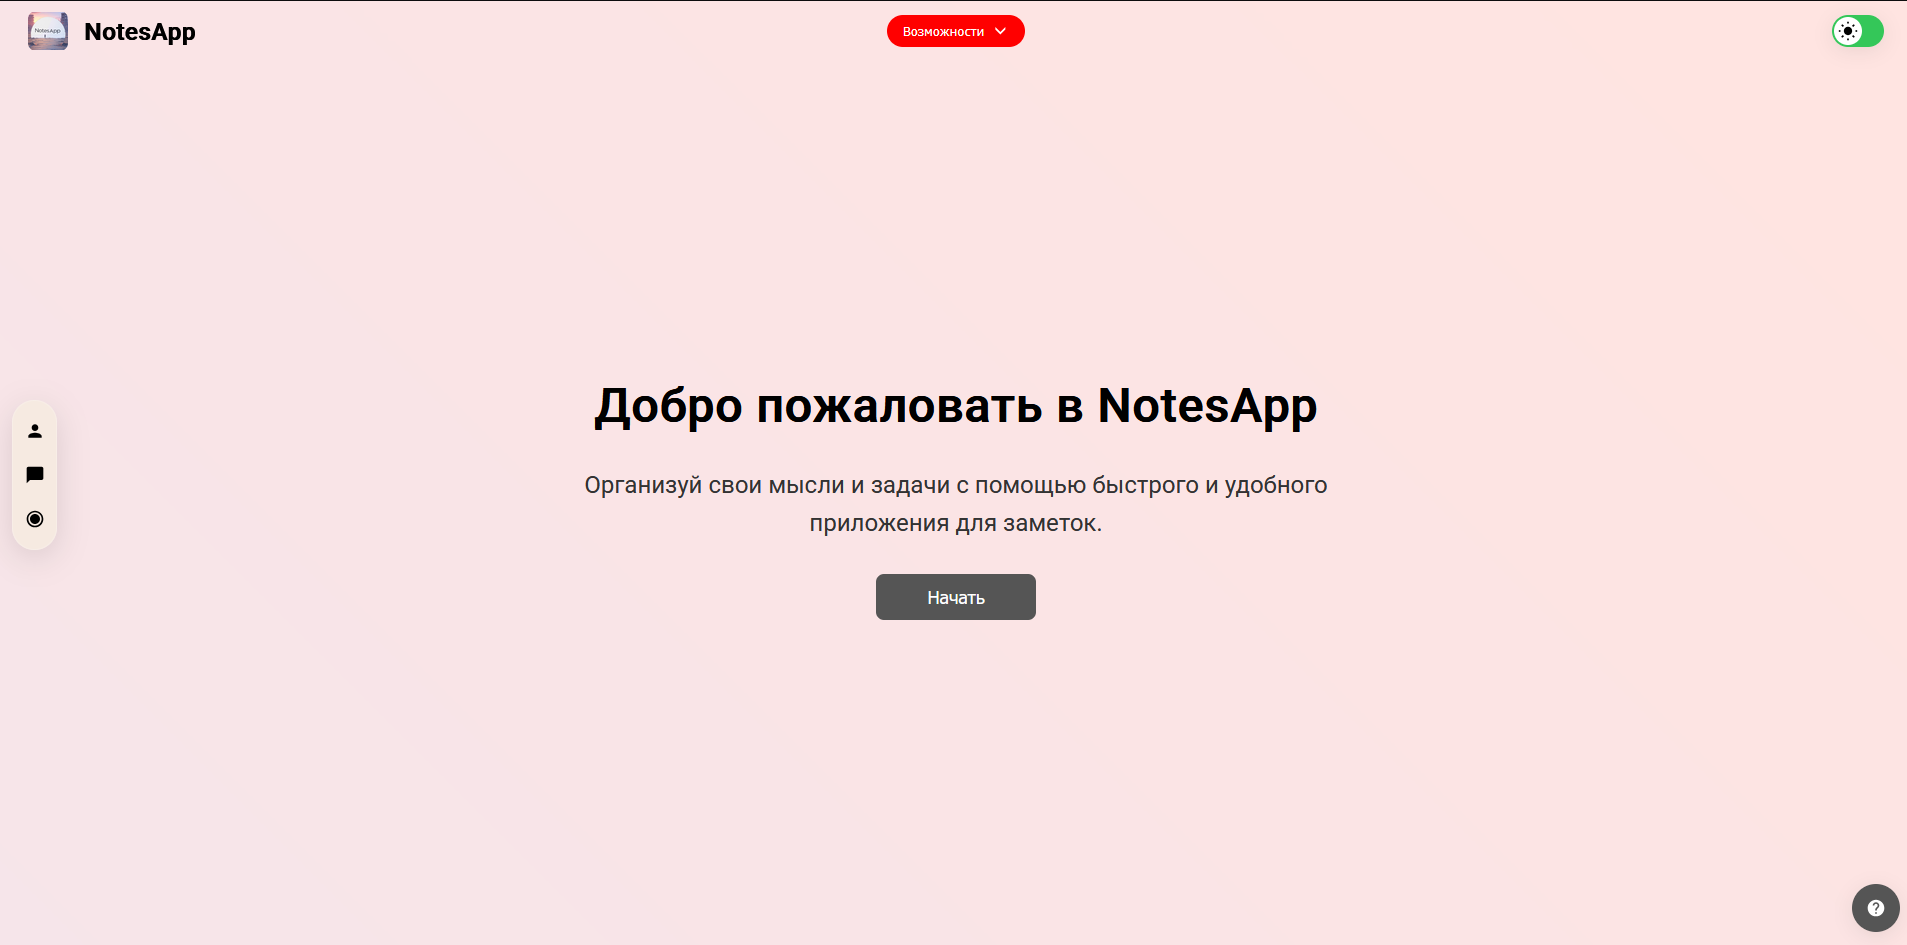 NotesApp
NotesApp
Возможности
Добро пожаловать в NotesApp
Организуй свои мысли и задачи с помощью быстрого и удобного
приложения для заметок.
Начать